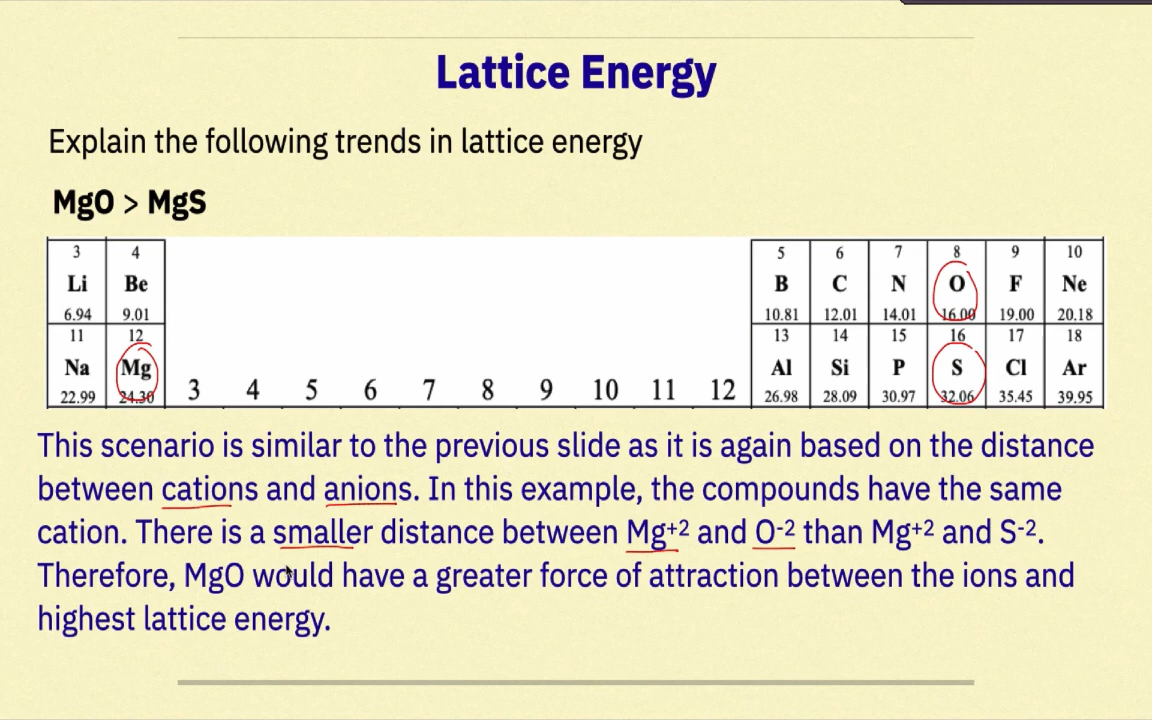 Lattice Energy
Explain the following trends in lattice energy
MgO > MgS
3 4 5 6 7 8 9 10
Li Be B C N O F Ne
6.94 9.01 10.81 12.01 14.01 16.00 19.00 20.18
11 12 13 14 15 16 17 18
Na Mg Al Si P S Cl Ar
22.99 24.30 3 4 5 6 7 8 9 10 11 12 26.98 28.09 30.97 32.06 35.45 39.95
This scenario is similar to the previous slide as it is again based on the distance
between cations and anions. In this example, the compounds have the same
cation. There is a smaller distance between Mg+2 and O-2 than Mg+2 and S-2.
Therefore, MgO would have a greater force of attraction between the ions and
highest lattice energy.